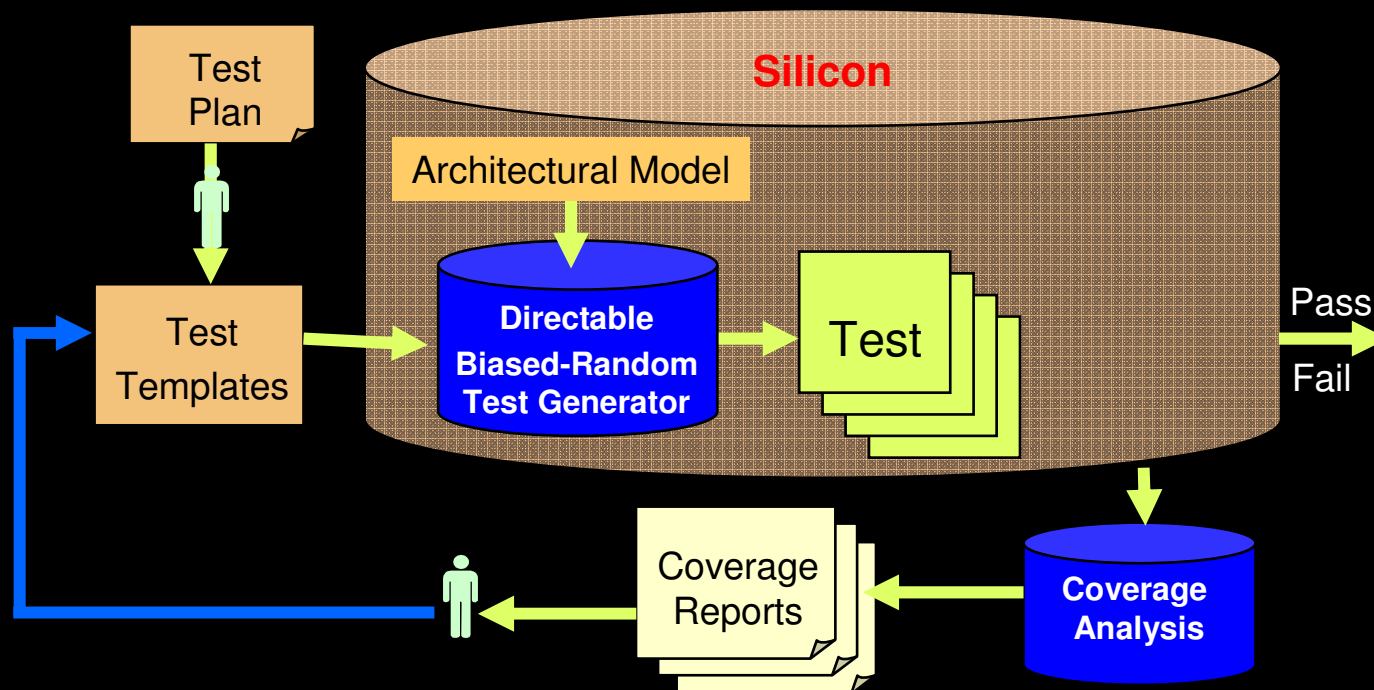 Test
Plan
Silicon
Architectural Model
Test
Templates
Directable
Biased-Random
Test Generator
Test
Pass
Fail
Coverage
Reports
Coverage
Analysis